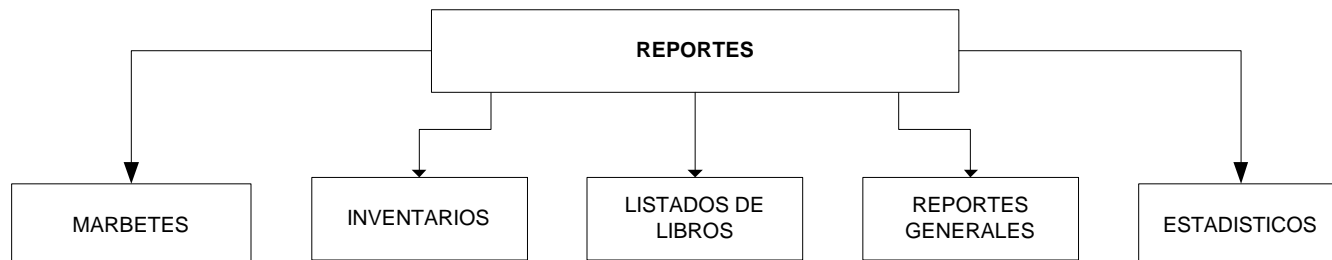 REPORTES
MARBETES
INVENTARIOS
LISTADOS DE
LIBROS
REPORTES
GENERALES
ESTADISTICOS